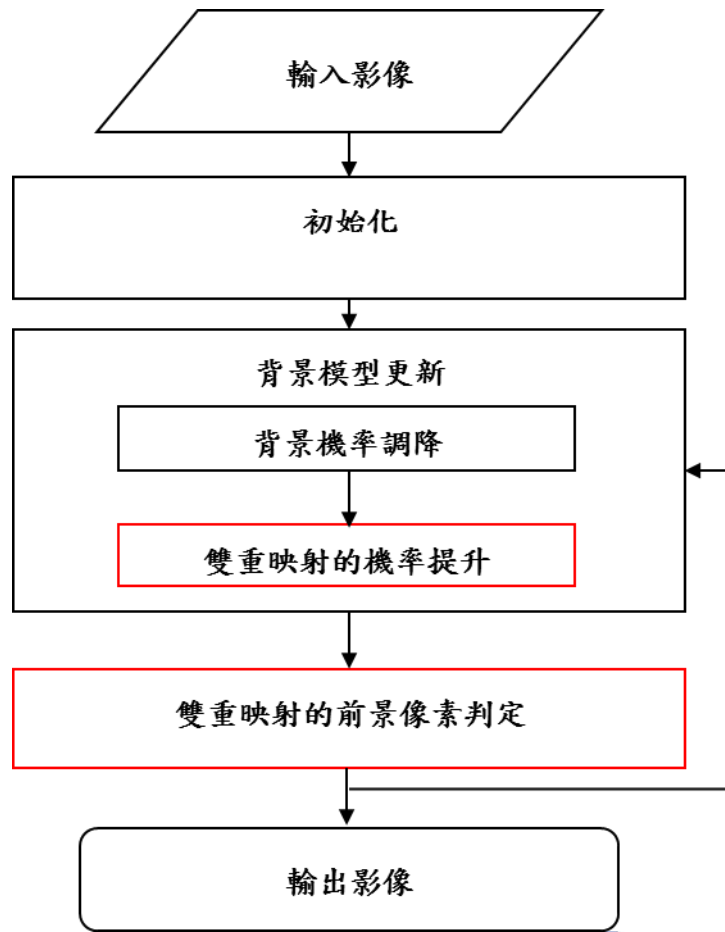 輸入影像
初始化
背景模型更新
背景機率調降
雙重映射的機率提升
雙重映射的前景像素判定
輸出影像